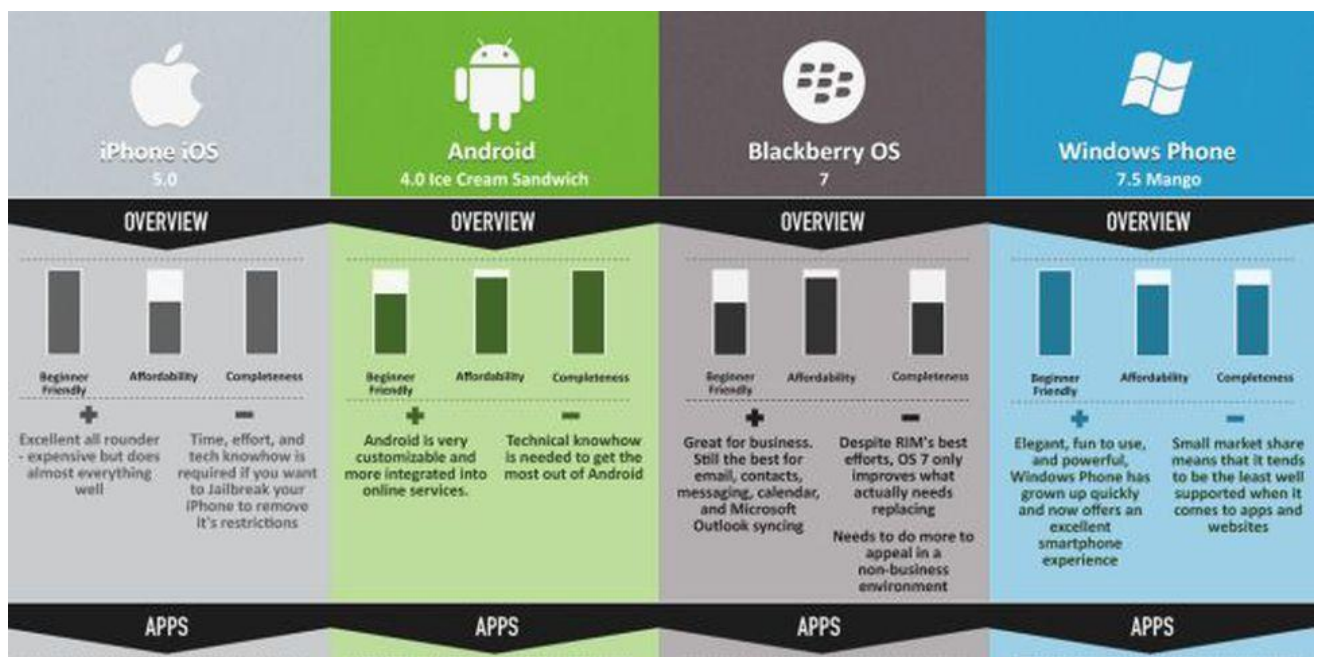 iPhone iOS
5.0
OVERVIEW
Beginner
Friendly
Affordability
Completeness
+
−
Excellent all rounder
- expensive but does
almost everything
well
Time, effort, and
tech knowhow is
required if you want
to Jailbreak your
iPhone to remove
it's restrictions
APPS
Android
4.0 Ice Cream Sandwich
OVERVIEW
Beginner
Friendly
Affordability
Completeness
+
−
Android is very
customizable and
more integrated into
online services.
Technical knowhow
is needed to get the
most out of Android
APPS
Blackberry OS
7
OVERVIEW
Beginner
Friendly
Affordability
Completeness
+
−
Great for business.
Still the best for
email, contacts,
messaging, calendar,
and Microsoft
Outlook syncing
Despite RIM's best
efforts, OS 7 only
improves what
actually needs
replacing
Needs to do more to
appeal in a
non-business
environment
APPS
Windows Phone
7.5 Mango
OVERVIEW
Beginner
Friendly
Affordability
Completeness
+
−
Elegant, fun to use,
and powerful,
Windows Phone has
grown up quickly
and now offers an
excellent
smartphone
experience
Small market share
means that it tends
to be the least well
supported when it
comes to apps and
websites
APPS